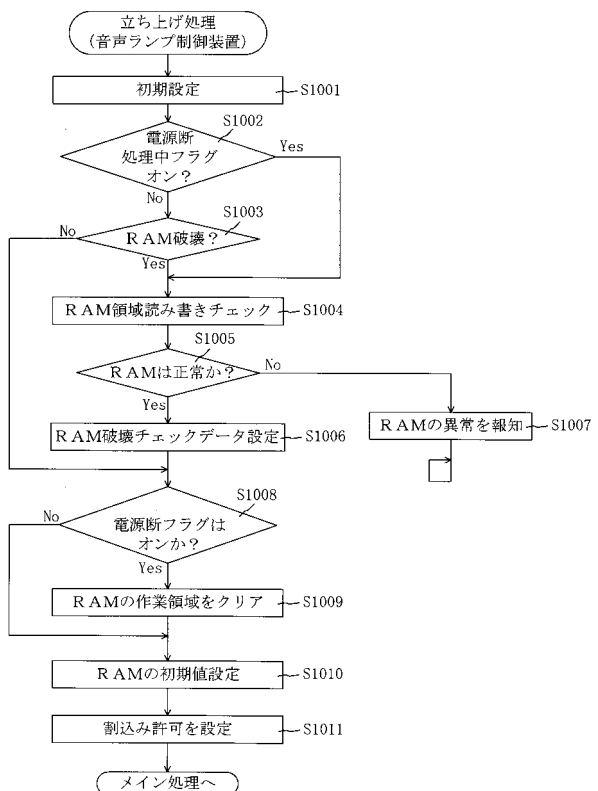 立ち上げ処理
(音声ランプ制御装置)
初期設定
S1001
S1002
電源断
処理中フラグ
オン？
Yes
No
S1003
No
ＲＡＭ破壊？
Yes
ＲＡＭ領域読み書きチェック
S1004
S1005
ＲＡＭは正常か？
No
Yes
ＲＡＭ破壊チェックデータ設定
S1006
ＲＡＭの異常を報知
S1007
S1008
No
電源断フラグは
オンか？
Yes
ＲＡＭの作業領域をクリア
S1009
ＲＡＭの初期値設定
S1010
割込み許可を設定
S1011
メイン処理へ